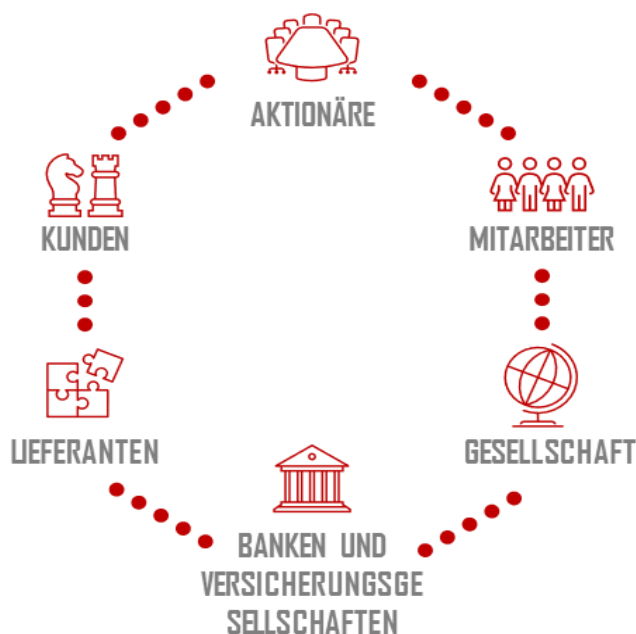 AKTIONÄRE
KUNDEN
MITARBEITER
LIEFERANTEN
GESELLSCHAFT
BANKEN UND
VERSICHERUNGSGE
SELLSCHAFTEN